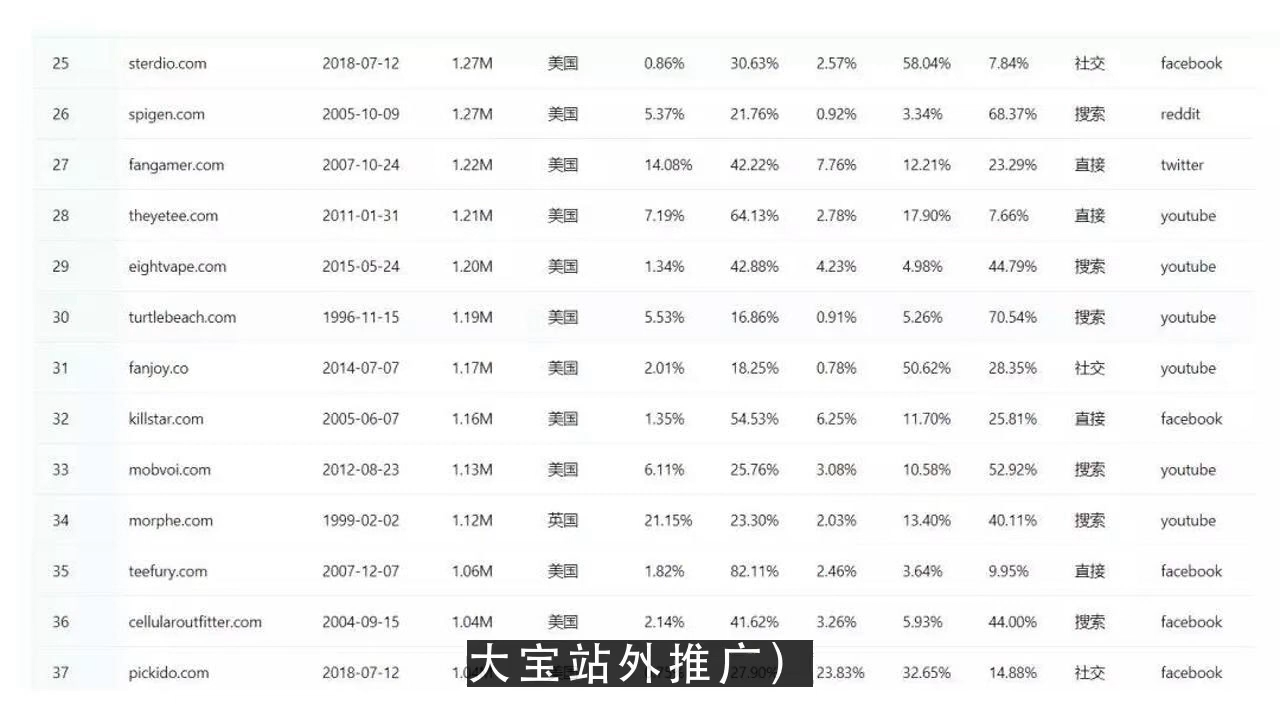 25 sterdio.com 2018-07-12 1.27M 美国 0.86% 30.63% 2.57% 58.04% 7.84% 社交 facebook
26 spigen.com 2005-10-09 1.27M 美国 5.37% 21.76% 0.92% 3.34% 68.37% 搜索 reddit
27 fangamer.com 2007-10-24 1.22M 美国 14.08% 42.22% 7.76% 12.21% 23.29% 直接 twitter
28 theyetee.com 2011-01-31 1.21M 美国 7.19% 64.13% 2.78% 17.90% 7.66% 直接 youtube
29 eightvape.com 2015-05-24 1.20M 美国 1.34% 42.88% 4.23% 4.98% 44.79% 搜索 youtube
30 turtlebeach.com 1996-11-15 1.19M 美国 5.53% 16.86% 0.91% 5.26% 70.54% 搜索 youtube
31 fanjoy.co 2014-07-07 1.17M 美国 2.01% 18.25% 0.78% 50.62% 28.35% 社交 youtube
32 killstar.com 2005-06-07 1.16M 美国 1.35% 54.53% 6.25% 11.70% 25.81% 直接 facebook
33 mobvoi.com 2012-08-23 1.13M 美国 6.11% 25.76% 3.08% 10.58% 52.92% 搜索 youtube
34 morphe.com 1999-02-02 1.12M 英国 21.15% 23.30% 2.03% 13.40% 40.11% 搜索 youtube
35 teefury.com 2007-12-07 1.06M 美国 1.82% 82.11% 2.46% 3.64% 9.95% 直接 facebook
36 cellularoutfitter.com 2004-09-15 1.04M 美国 2.14% 41.62% 3.26% 5.93% 44.00% 搜索 facebook
37 pickido.com 2018-07-12 27.90% 23.83% 32.65% 14.88% 社交 facebook
大宝站外推广）